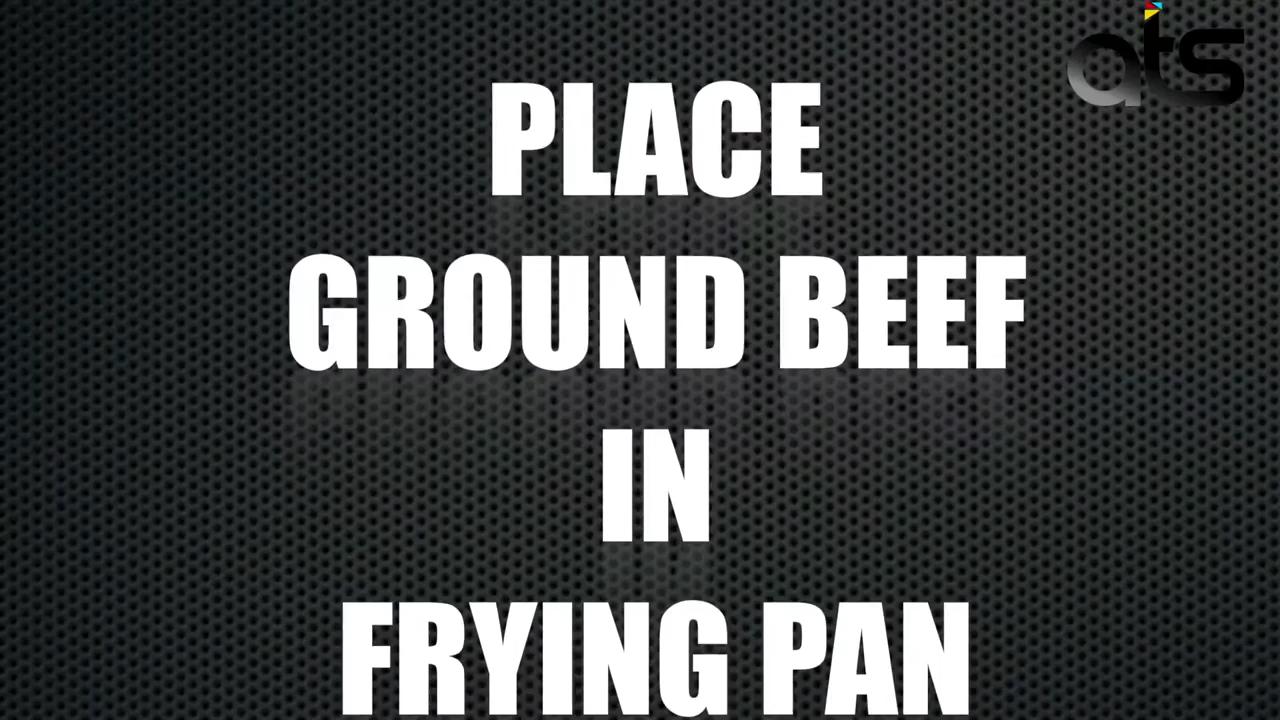 ats
PLACE
GROUND BEEF
IN
FRYING PAN